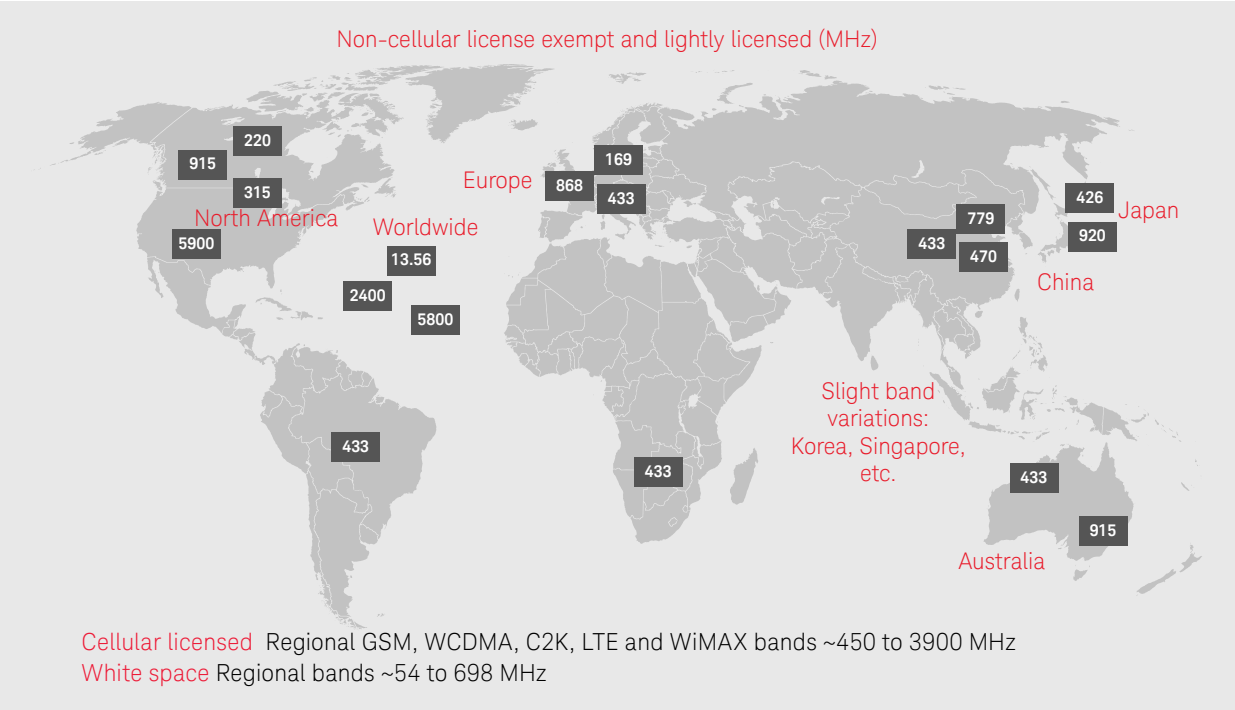 Non-cellular license exempt and lightly licensed (MHz)
220
915
315
North America
5900
Worldwide
13.56
2400
5800
Europe
169
868
433
426
Japan
920
779
433
470
China
Slight band
variations:
Korea, Singapore,
etc.
433
433
433
915
Australia
Cellular licensed Regional GSM, WCDMA, C2K, LTE and WiMAX bands ~450 to 3900 MHz
White space Regional bands ~54 to 698 MHz